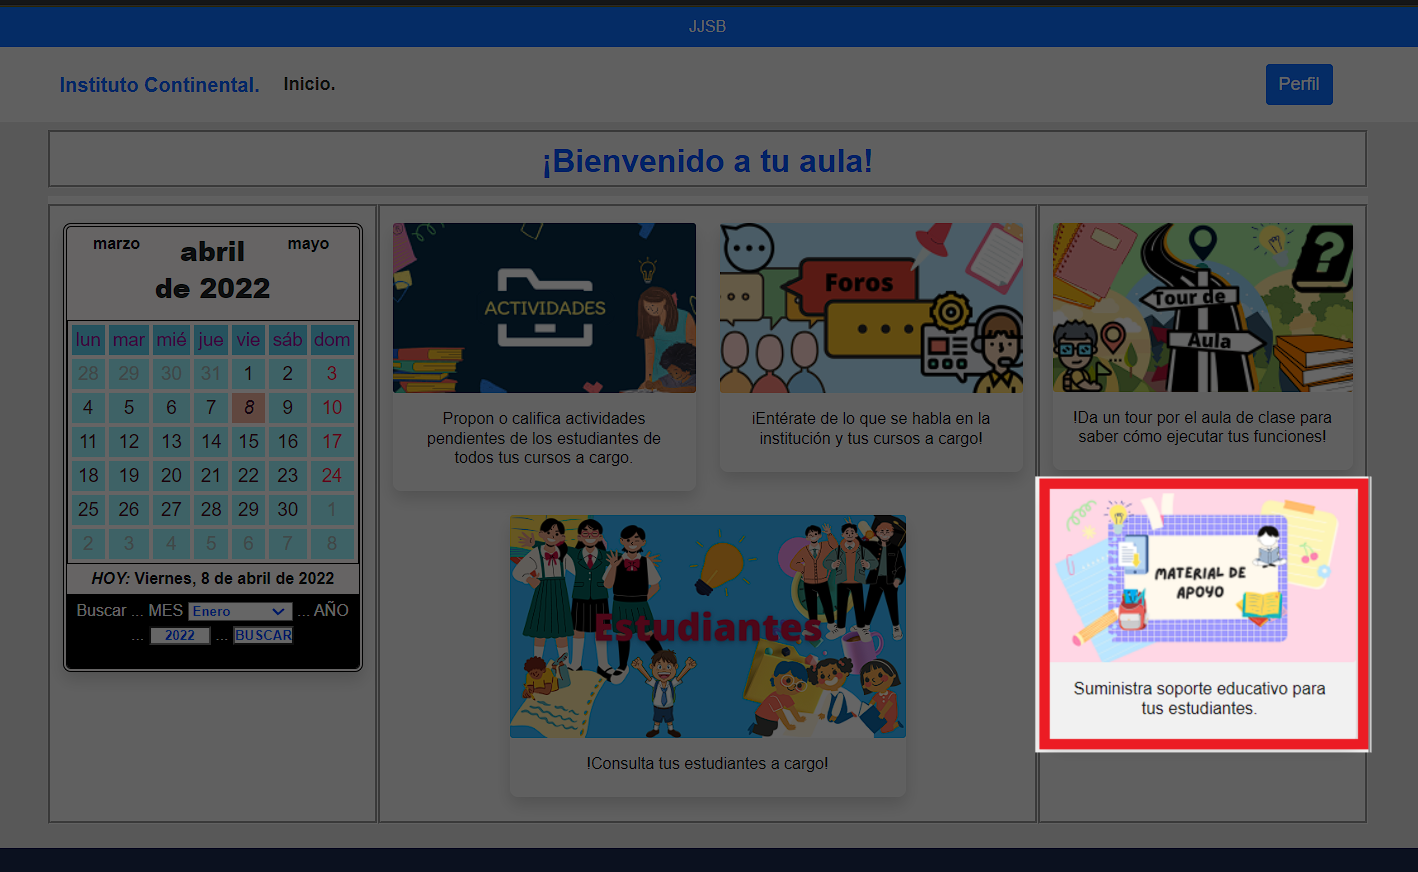 JJSB
Instituto Continental.
Inicio.
Perfil
¡Bienvenido a tu aula!
marzo
abril
mayo
de 2022
lun mar mié jue vie sáb dom
28 29 30 31 1 2 3
4 5 6 7 8 9 10
11 12 13 14 15 16 17
18 19 20 21 22 23 24
25 26 27 28 29 30 1
2 3 4 5 6 7 8
HOY: Viernes, 8 de abril de 2022
Buscar ... MES Enero ... AÑO
... 2022 ... BUSCAR
ACTIVIDADES
Propon o califica actividades
pendientes de los estudiantes de
todos tus cursos a cargo.
Foros
¡Entérate de lo que se habla en la
institución y tus cursos a cargo!
Estudiantes
!Consulta tus estudiantes a cargo!
Tour de
Aula
!Da un tour por el aula de clase para
saber cómo ejecutar tus funciones!
MATERIAL DE
APOYO
Suministra soporte educativo para
tus estudiantes.